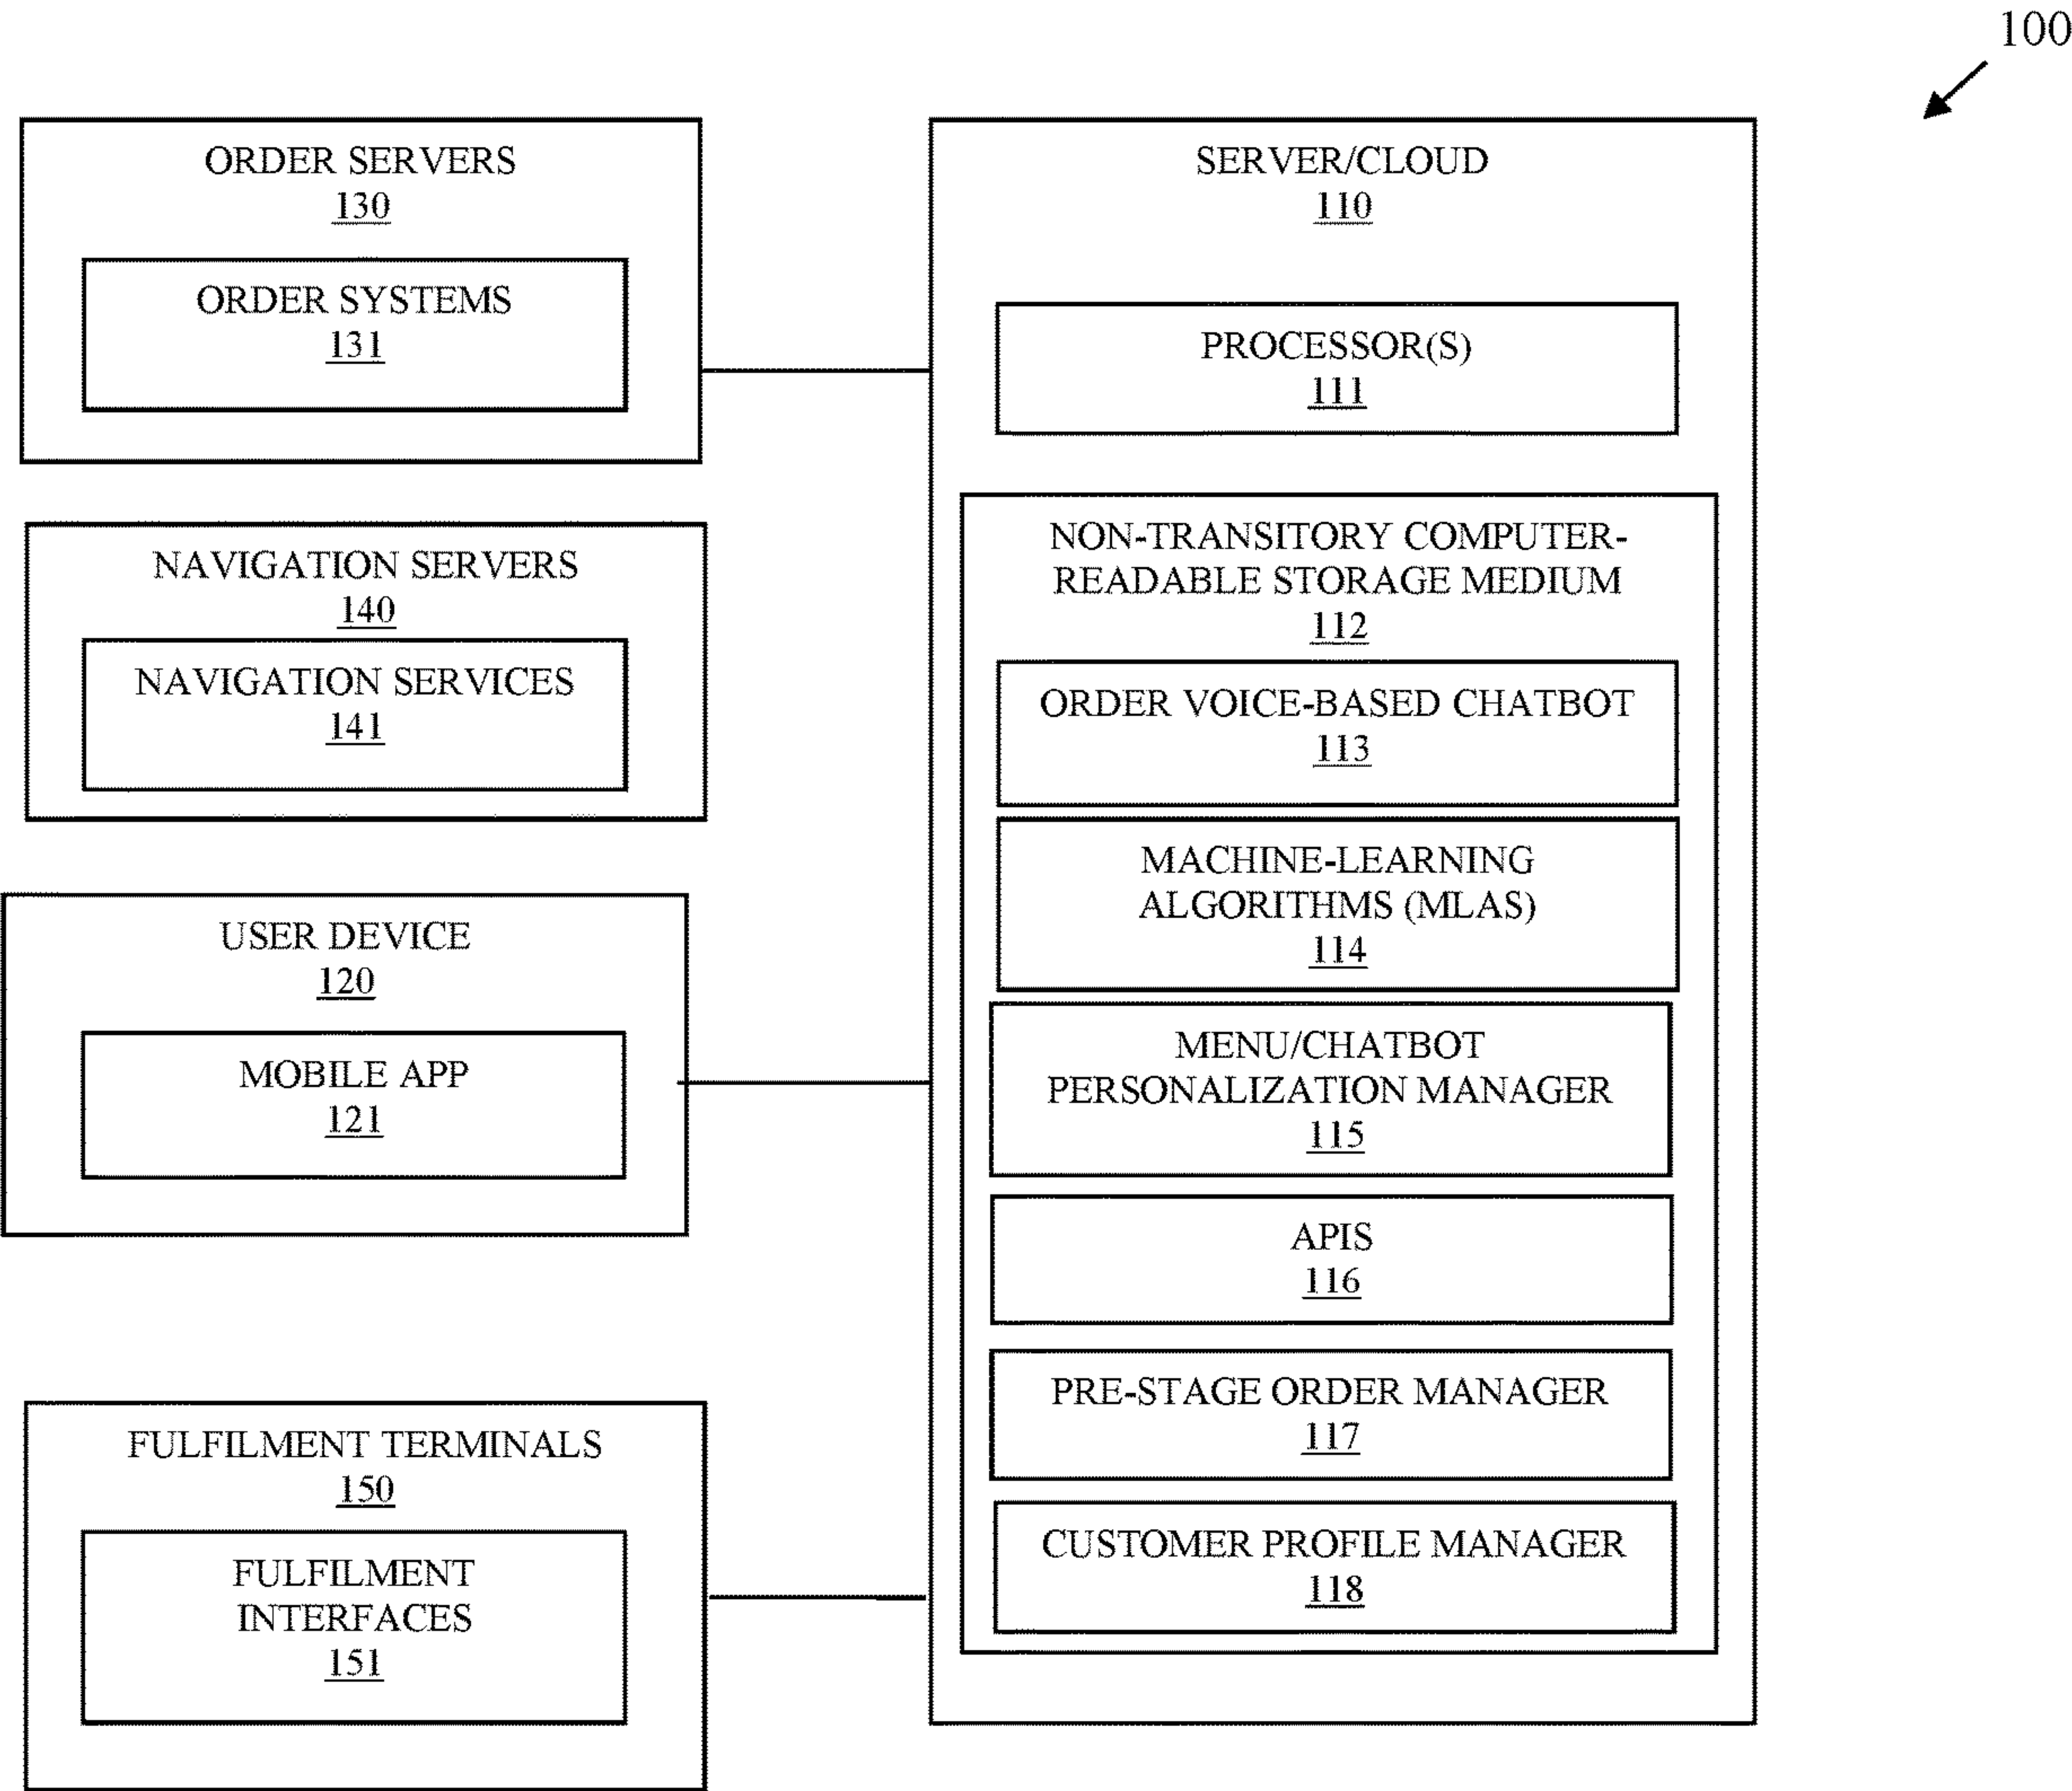 100
ORDER SERVERS
130
ORDER SYSTEMS
131
NAVIGATION SERVERS
140
NAVIGATION SERVICES
141
USER DEVICE
120
MOBILE APP
121
FULFILMENT TERMINALS
150
FULFILMENT
INTERFACES
151
SERVER/CLOUD
110
PROCESSOR(S)
111
NON-TRANSITORY COMPUTER-
READABLE STORAGE MEDIUM
112
ORDER VOICE-BASED CHATBOT
113
MACHINE-LEARNING
ALGORITHMS (MLAS)
114
MENU/CHATBOT
PERSONALIZATION MANAGER
115
APIS
116
PRE-STAGE ORDER MANAGER
117
CUSTOMER PROFILE MANAGER
118